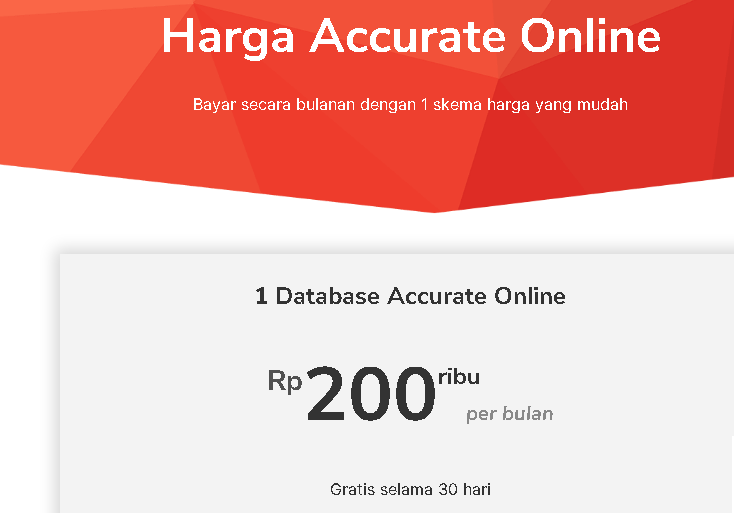 Harga Accurate Online
Bayar secara bulanan dengan 1 skema harga yang mudah
1 Database Accurate Online
Rp200ribu
per bulan
Gratis selama 30 hari